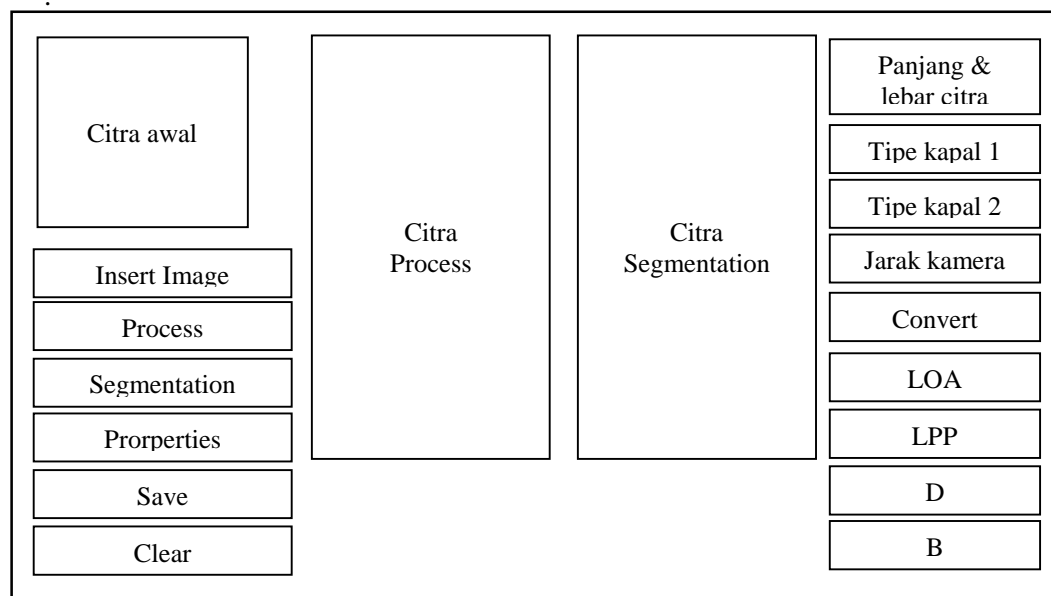 Citra awal
Insert Image
Process
Segmentation
Prorperties
Save
Clear
Citra
Process
Citra
Segmentation
Panjang &
lebar citra
Tipe kapal 1
Tipe kapal 2
Jarak kamera
Convert
LOA
LPP
D
B